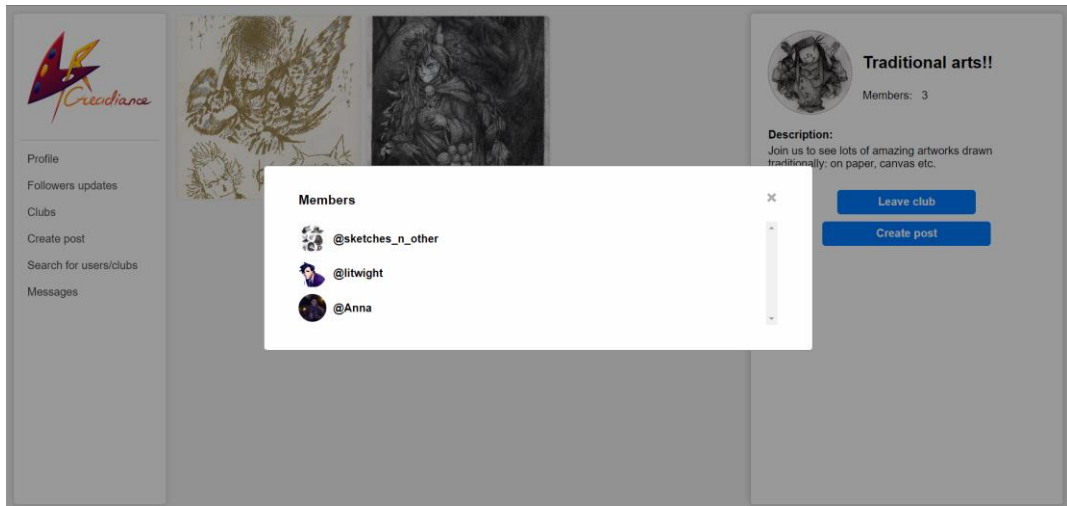 Creadiance
Profile
Followers updates
Clubs
Create post
Search for users/clubs
Messages
Members
×
@sketches_n_other
@litwight
@Anna
Traditional arts!!
Members: 3
Description:
Join us to see lots of amazing artworks drawn
traditionally: on paper, canvas etc.
Leave club
Create post